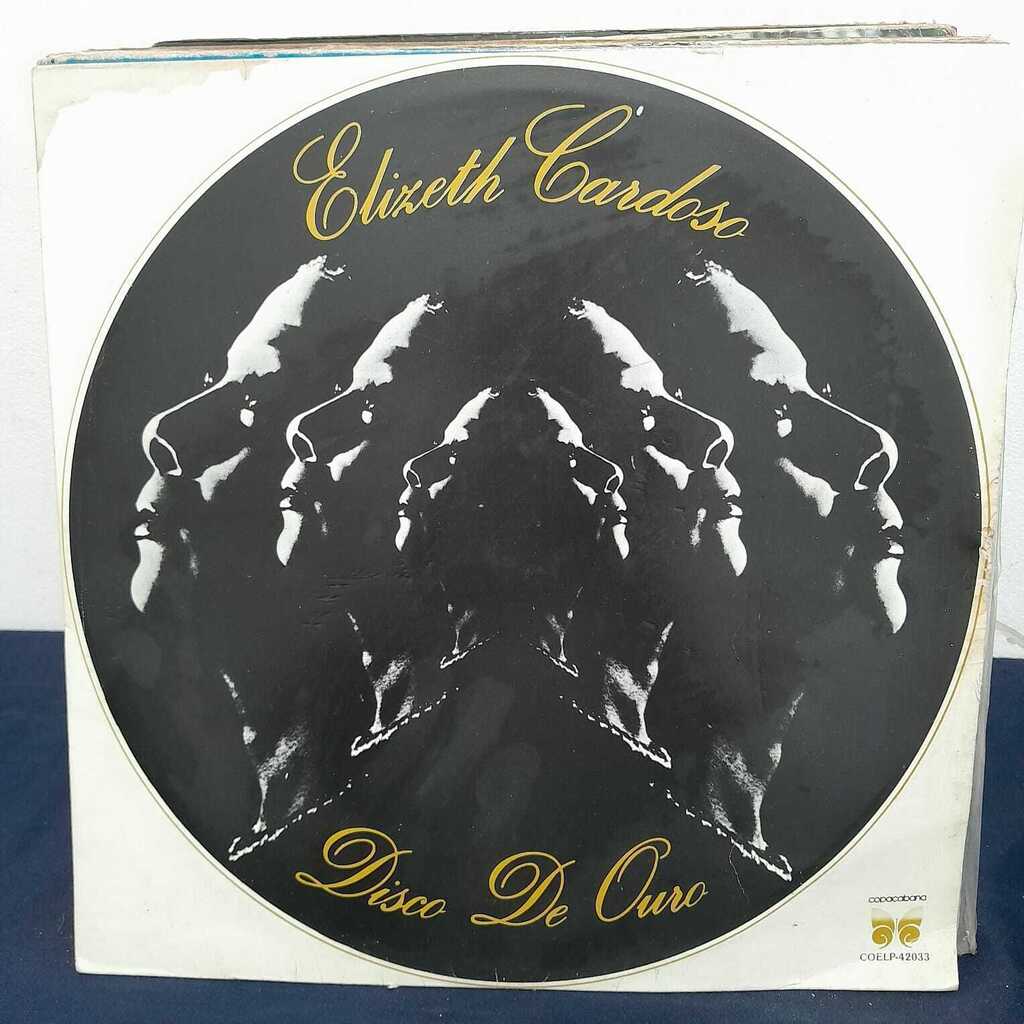 Elizeth Cardoso
Disco De Ouro
copacabana
COELP-42033